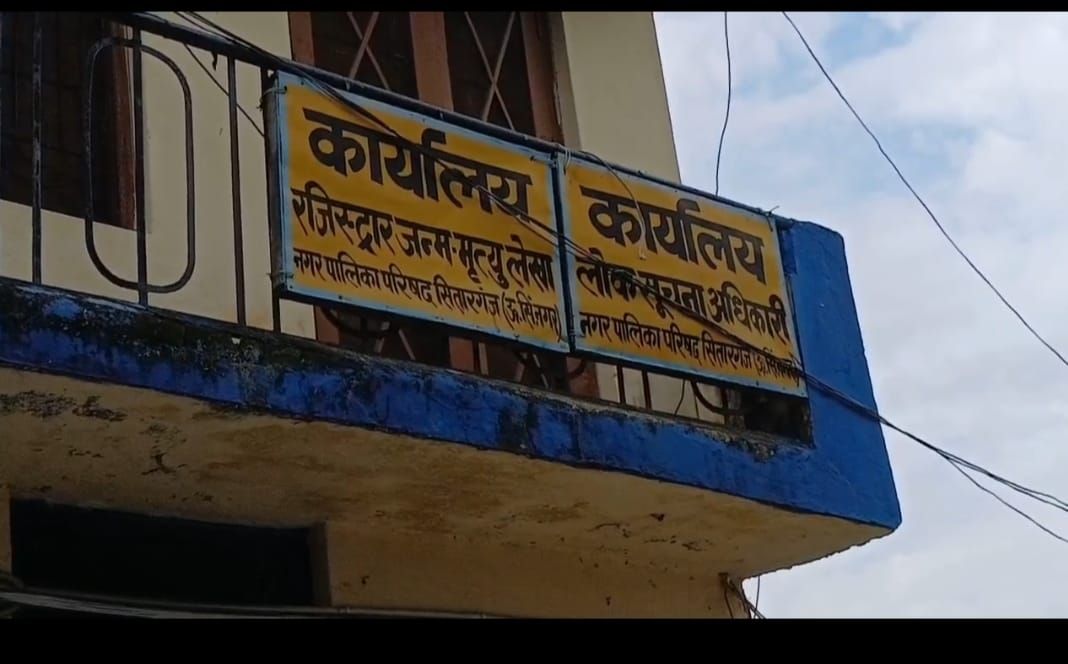 कार्यालय
रजिस्ट्रार जन्म-मृत्यु लेखा
नगर पालिका परिषद सितारगंज (ऊ.सिं.नगर)
कार्यालय
लोक सूचना अधिकारी
नगर पालिका परिषद सितारगंज